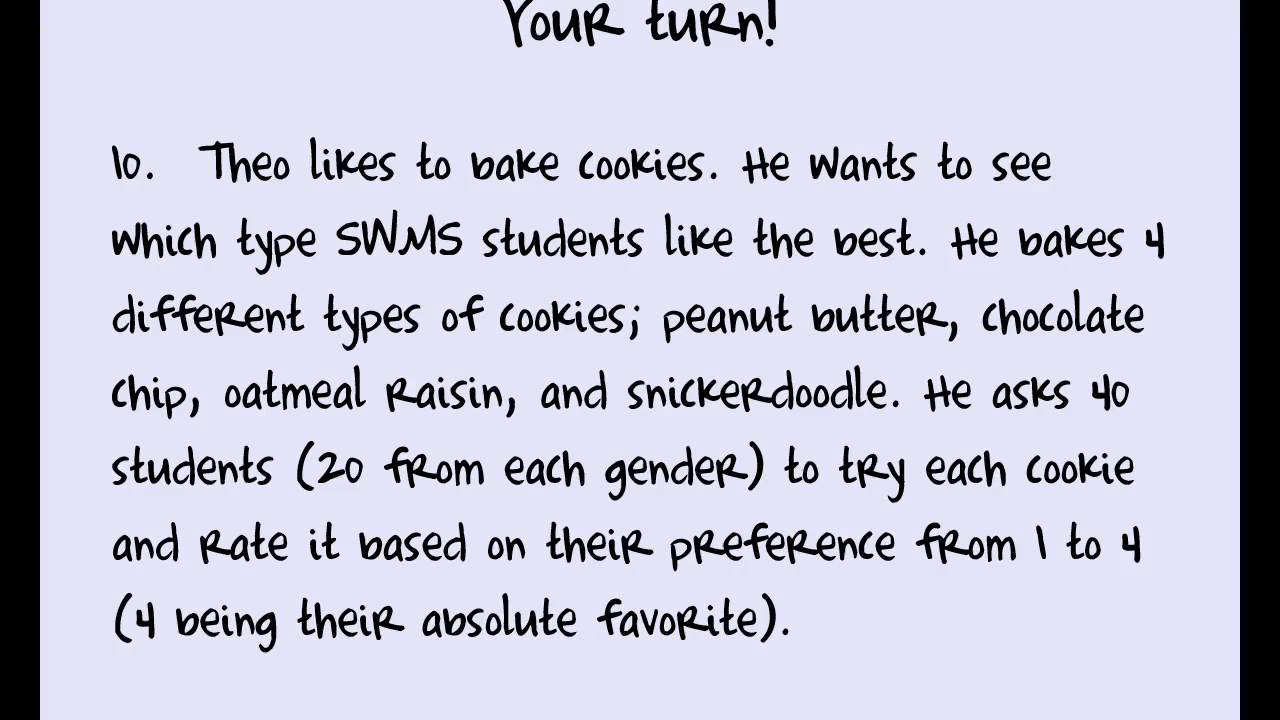 Your turn!
10. Theo likes to bake cookies. He wants to see
which type SWMS students like the best. He bakes 4
different types of cookies; peanut butter, chocolate
chip, oatmeal raisin, and snickerdoodle. He asks 40
students (20 from each gender) to try each cookie
and rate it based on their preference from 1 to 4
(4 being their absolute favorite).